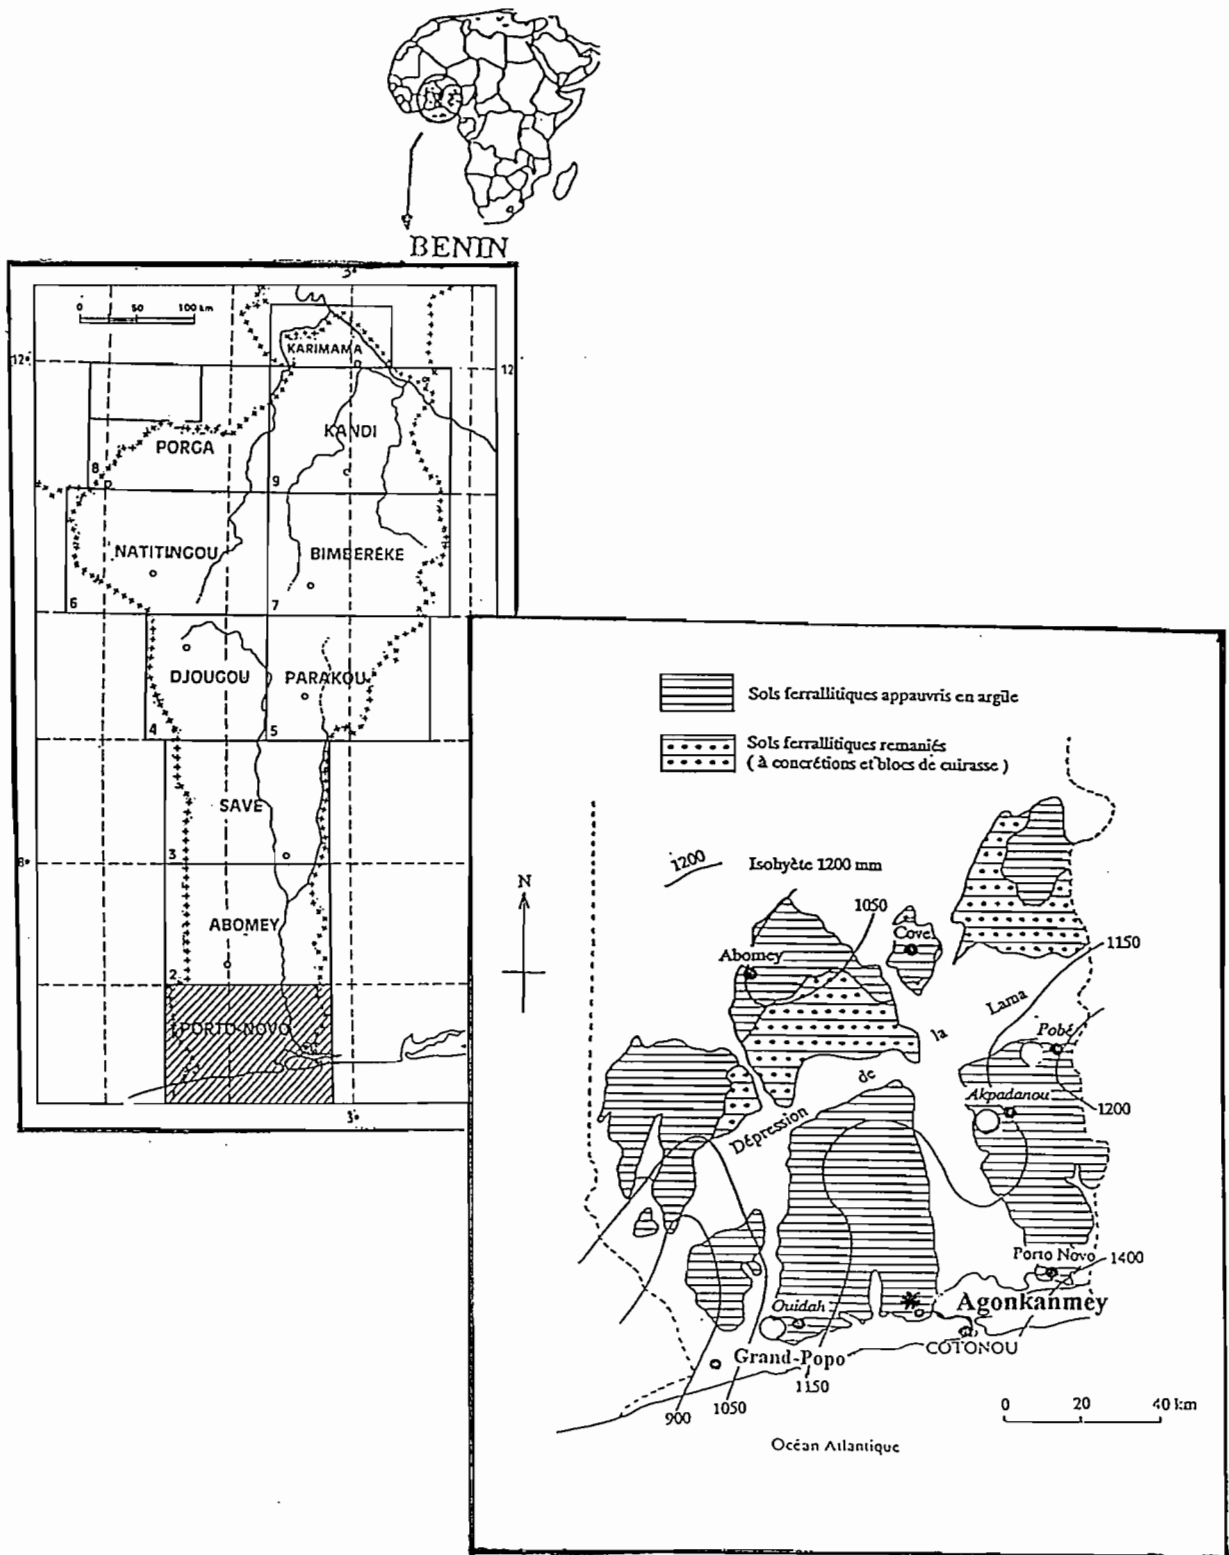 BENIN
3°
0 50 100 km
12°
12
KARIMAMA
KANDI
PORGA
8
9
NATITINGOU
BIMBEREKE
6
7
DJOUGOU
PARAKOU
4
5
SAVE
3
8°
ABOMEY
2
PORTO-NOVO
3°
Sols ferrallitiques appauvris en argile
Sols ferrallitiques remaniés
( à concrétions et blocs de cuirasse )
1200
Isohyète 1200 mm
N
1050
Covel
Abomey
1150
Lama
la
Pobé
de
Akpadanou
1200
Dépression
Porto Novo
1400
Agonkanmey
Ouidah
COTONOU
Grand-Popo
1150
1050
900
0 20 40 km
Océan Atlantique